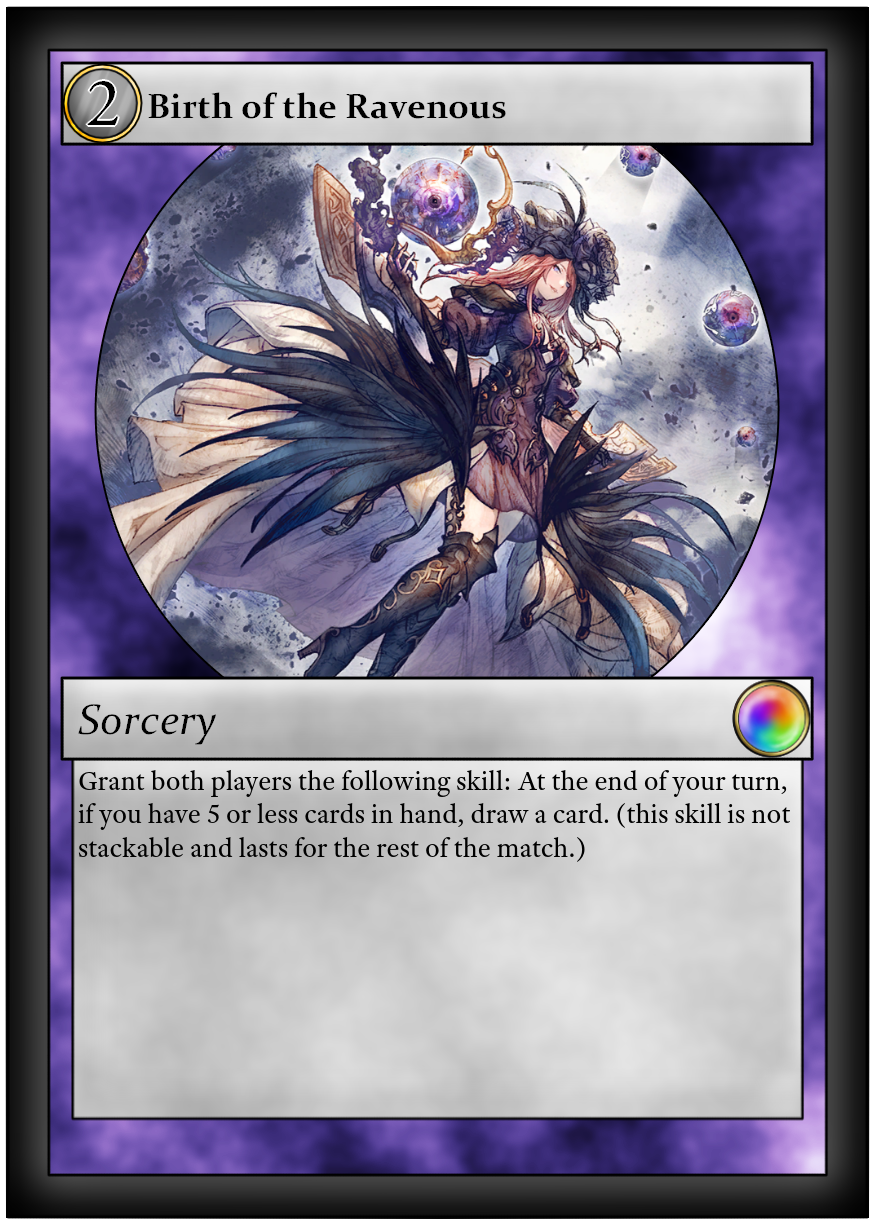 2
Birth of the Ravenous
Sorcery
Grant both players the following skill: At the end of your turn,
if you have 5 or less cards in hand, draw a card. (this skill is not
stackable and lasts for the rest of the match.)